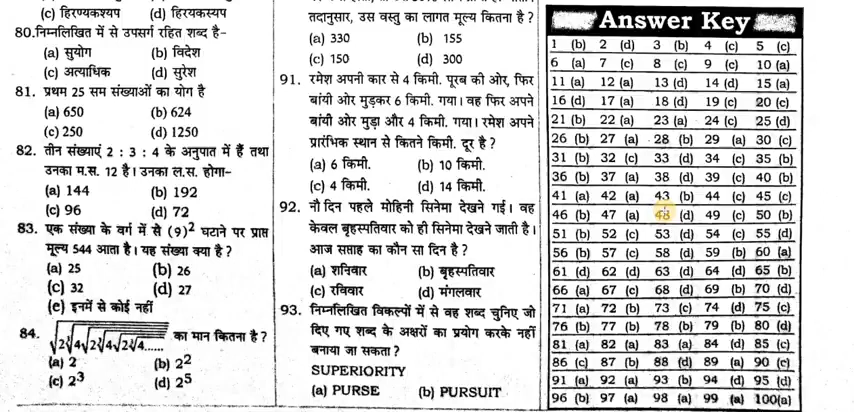 (c) हिरण्यकश्यप (d) हिरयकस्यप
80.निम्नलिखित में से उपसर्ग रहित शब्द है-
(a) सुयोग (b) विदेश
(c) अत्याधिक (d) सुरेश
81. प्रथम 25 सम संख्याओं का योग है
(a) 650 (b) 624
(c) 250 (d) 1250
82. तीन संख्याएं 2 : 3 : 4 के अनुपात में हैं तथा
उनका म.स. 12 है। उनका ल.स. होगा-
(a) 144 (b) 192
(c) 96 (d) 72
83. एक संख्या के वर्ग में से (9)² घटाने पर प्राप्त
मूल्य 544 आता है। यह संख्या क्या है ?
(a) 25 (b) 26
(c) 32 (d) 27
(e) इनमें से कोई नहीं
84. √2∛4√2∛4√2∛4...... का मान कितना है ?
(a) 2 (b) 2²
(c) 2³ (d) 2⁵
तदानुसार, उस वस्तु का लागत मूल्य कितना है ?
(a) 330 (b) 155
(c) 150 (d) 300
91. रमेश अपनी कार से 4 किमी. पूरब की ओर, फिर
बांयी ओर मुड़कर 6 किमी. गया। वह फिर अपने
बांयी ओर मुड़ा और 4 किमी. गया। रमेश अपने
प्रारंभिक स्थान से कितने किमी. दूर है ?
(a) 6 किमी. (b) 10 किमी.
(c) 4 किमी. (d) 14 किमी.
92. नौ दिन पहले मोहिनी सिनेमा देखने गई। वह
केवल बृहस्पतिवार को ही सिनेमा देखने जाती है।
आज सप्ताह का कौन सा दिन है ?
(a) शनिवार (b) बृहस्पतिवार
(c) रविवार (d) मंगलवार
93. निम्नलिखित विकल्पों में से वह शब्द चुनिए जो
दिए गए शब्द के अक्षरों का प्रयोग करके नहीं
बनाया जा सकता ?
SUPERIORITY
(a) PURSE (b) PURSUIT
Answer Key
1 (b) 2 (d) 3 (b) 4 (c) 5 (c)
6 (a) 7 (c) 8 (c) 9 (c) 10 (a)
11 (a) 12 (a) 13 (d) 14 (d) 15 (a)
16 (d) 17 (a) 18 (d) 19 (c) 20 (c)
21 (b) 22 (a) 23 (a) 24 (c) 25 (d)
26 (b) 27 (a) 28 (b) 29 (a) 30 (c)
31 (b) 32 (c) 33 (d) 34 (c) 35 (b)
36 (b) 37 (a) 38 (d) 39 (c) 40 (b)
41 (a) 42 (a) 43 (b) 44 (c) 45 (c)
46 (b) 47 (a) 48 (d) 49 (c) 50 (b)
51 (b) 52 (c) 53 (d) 54 (c) 55 (d)
56 (b) 57 (c) 58 (d) 59 (b) 60 (a)
61 (d) 62 (d) 63 (d) 64 (d) 65 (b)
66 (a) 67 (c) 68 (d) 69 (b) 70 (d)
71 (a) 72 (b) 73 (c) 74 (d) 75 (c)
76 (b) 77 (b) 78 (b) 79 (b) 80 (d)
81 (a) 82 (a) 83 (a) 84 (d) 85 (c)
86 (c) 87 (b) 88 (d) 89 (a) 90 (c)
91 (a) 92 (a) 93 (b) 94 (d) 95 (d)
96 (b) 97 (a) 98 (a) 99 (a) 100(a)